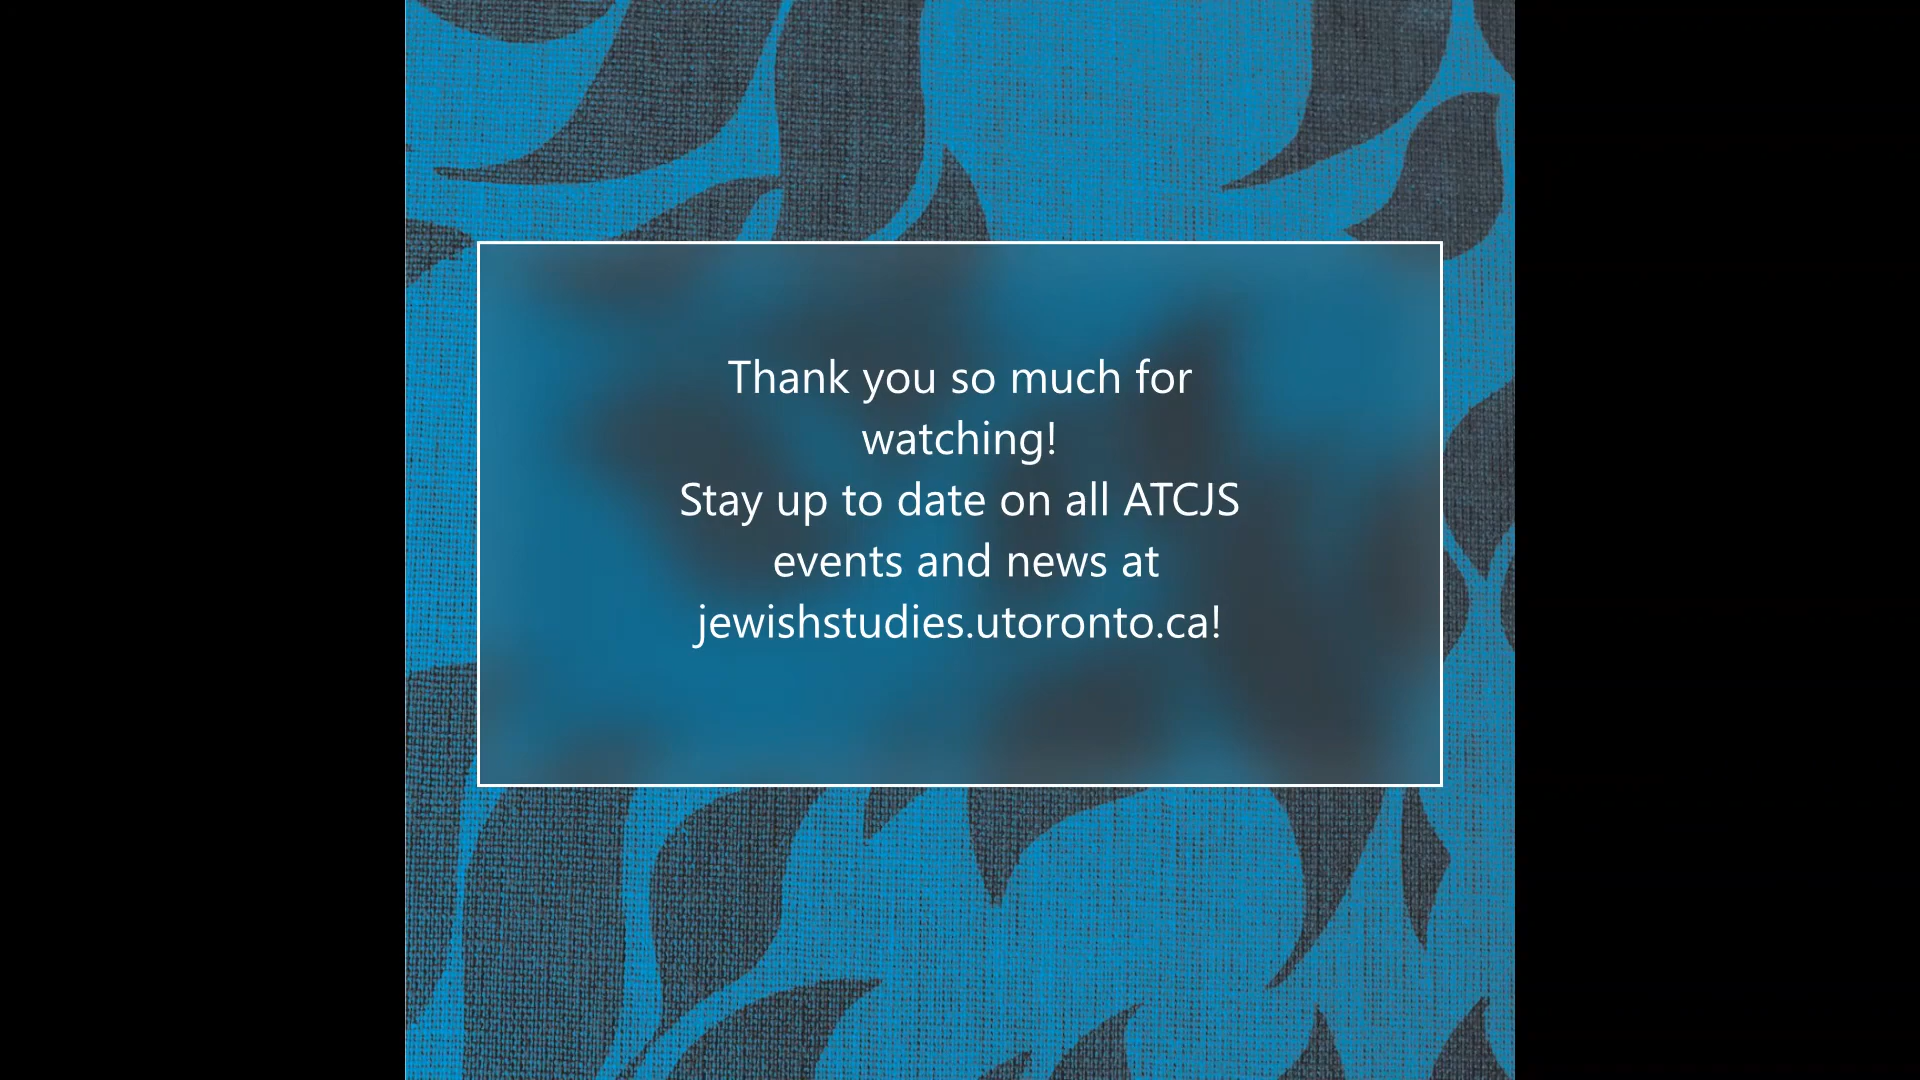 Thank you so much for
watching!
Stay up to date on all ATCJS
events and news at
jewishstudies.utoronto.ca!